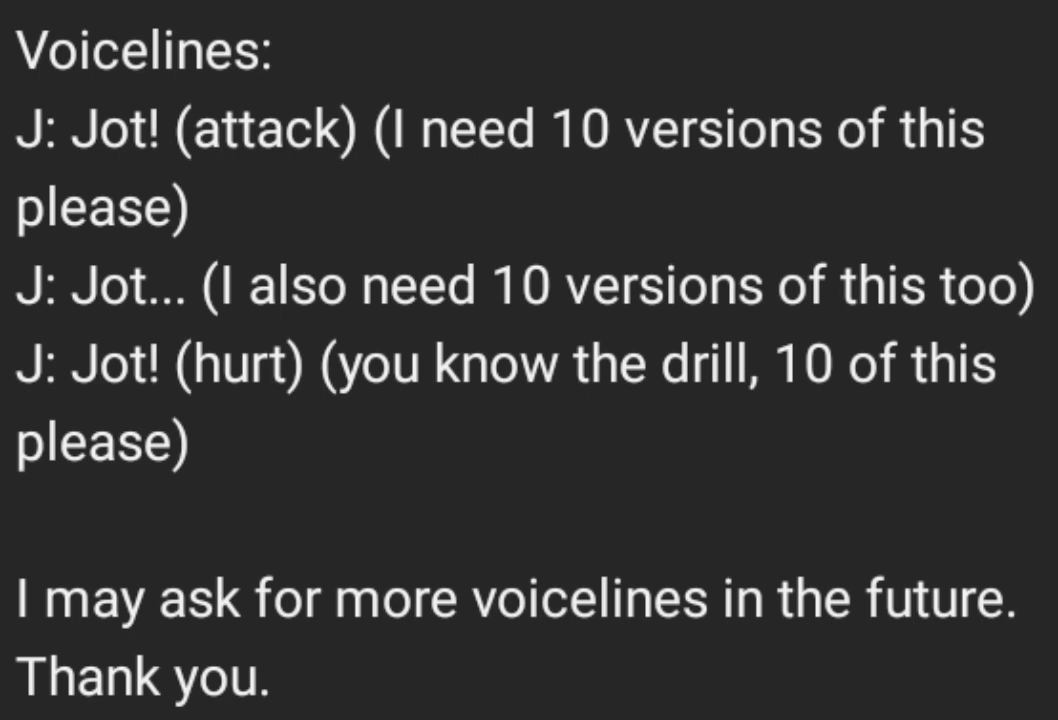 Voicelines:
J: Jot! (attack) (I need 10 versions of this
please)
J: Jot... (I also need 10 versions of this too)
J: Jot! (hurt) (you know the drill, 10 of this
please)
I may ask for more voicelines in the future.
Thank you.